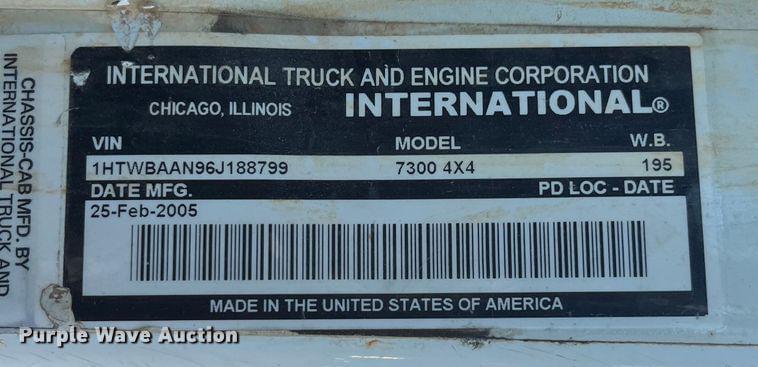 CHASSIS-CAB MFD. BY
INTERNATIONAL TRUCK AND
INTERNATIONAL TRUCK AND ENGINE CORPORATION
CHICAGO, ILLINOIS INTERNATIONAL®
VIN MODEL W.B.
1HTWBAAN96J188799 7300 4X4 195
DATE MFG. PD LOC - DATE
25-Feb-2005
MADE IN THE UNITED STATES OF AMERICA
Purple Wave Auction